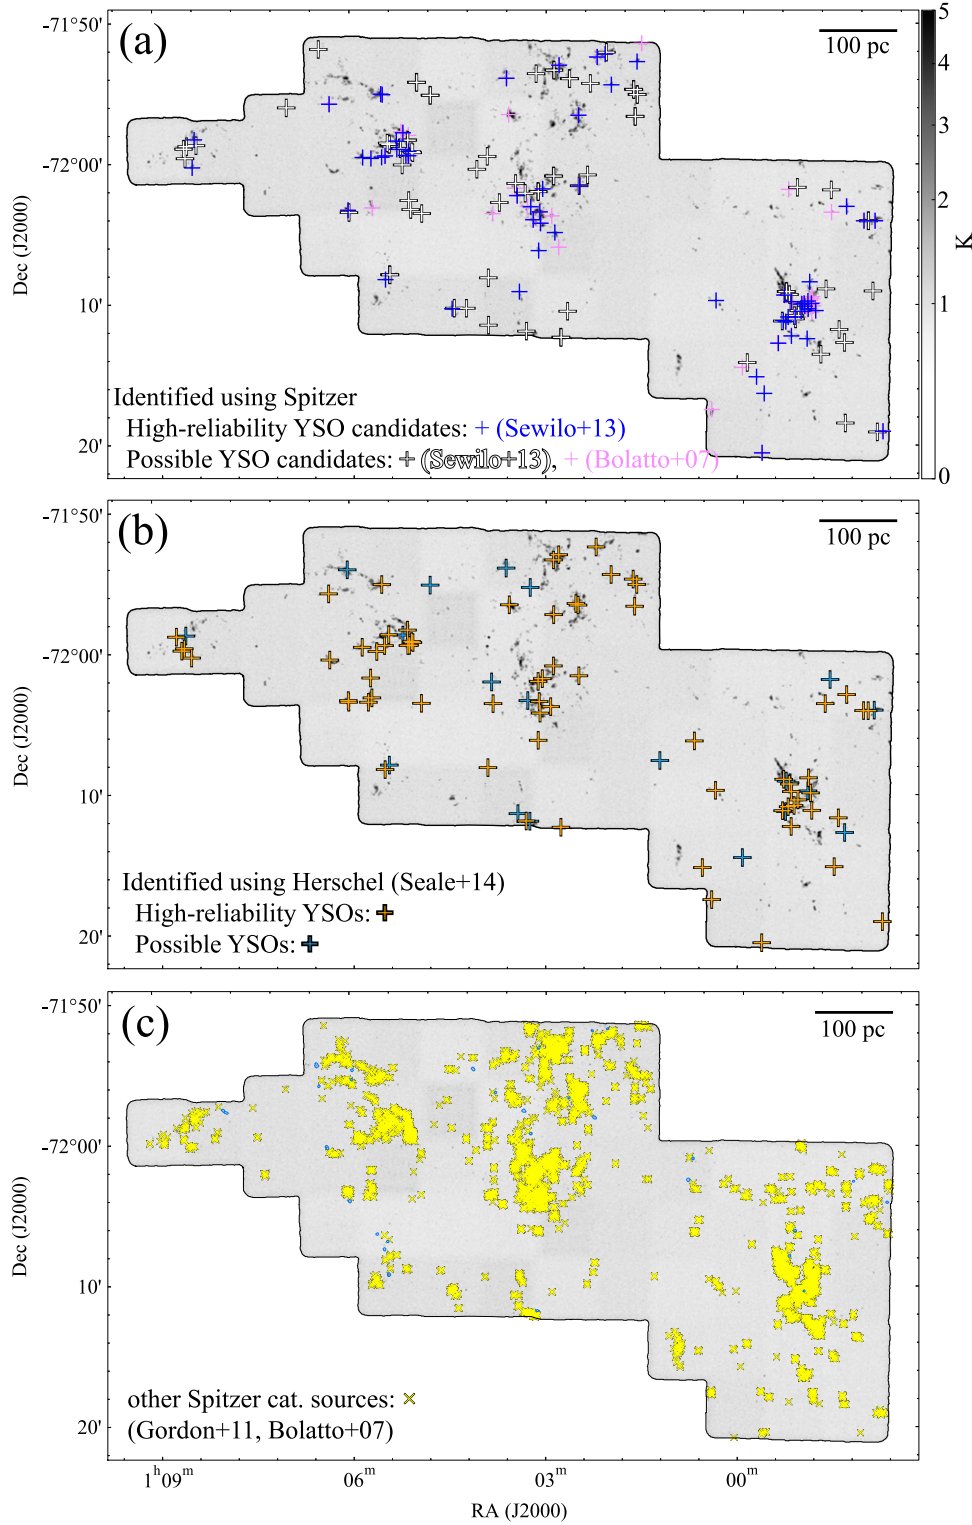 (a)
100 pc
-71°50'
-72°00'
10'
20'
Dec (J2000)
5
4
3
2
1
0
K
Identified using Spitzer
High-reliability YSO candidates: + (Sewilo+13)
Possible YSO candidates: + (Sewilo+13), + (Bolatto+07)
(b)
100 pc
-71°50'
-72°00'
10'
20'
Dec (J2000)
Identified using Herschel (Seale+14)
High-reliability YSOs: +
Possible YSOs: +
(c)
100 pc
-71°50'
-72°00'
10'
20'
Dec (J2000)
other Spitzer cat. sources: ×
(Gordon+11, Bolatto+07)
1ʰ09ᵐ 06ᵐ 03ᵐ 00ᵐ
RA (J2000)